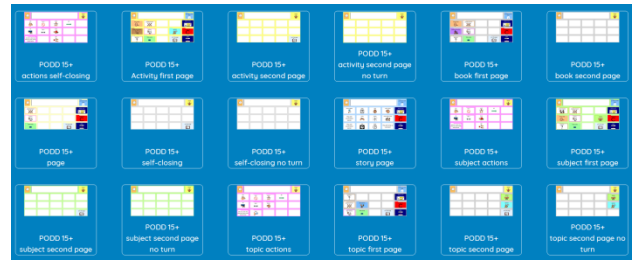 PODD 15+
actions self-closing
PODD 15+
Activity first page
PODD 15+
activity second page
PODD 15+
activity second page
no turn
PODD 15+
book first page
PODD 15+
book second page
PODD 15+
page
PODD 15+
self-closing
PODD 15+
self-closing no turn
PODD 15+
story page
PODD 15+
subject actions
PODD 15+
subject first page
PODD 15+
subject second page
PODD 15+
subject second page
no turn
PODD 15+
topic actions
PODD 15+
topic first page
PODD 15+
topic second page
PODD 15+
topic second page no
turn